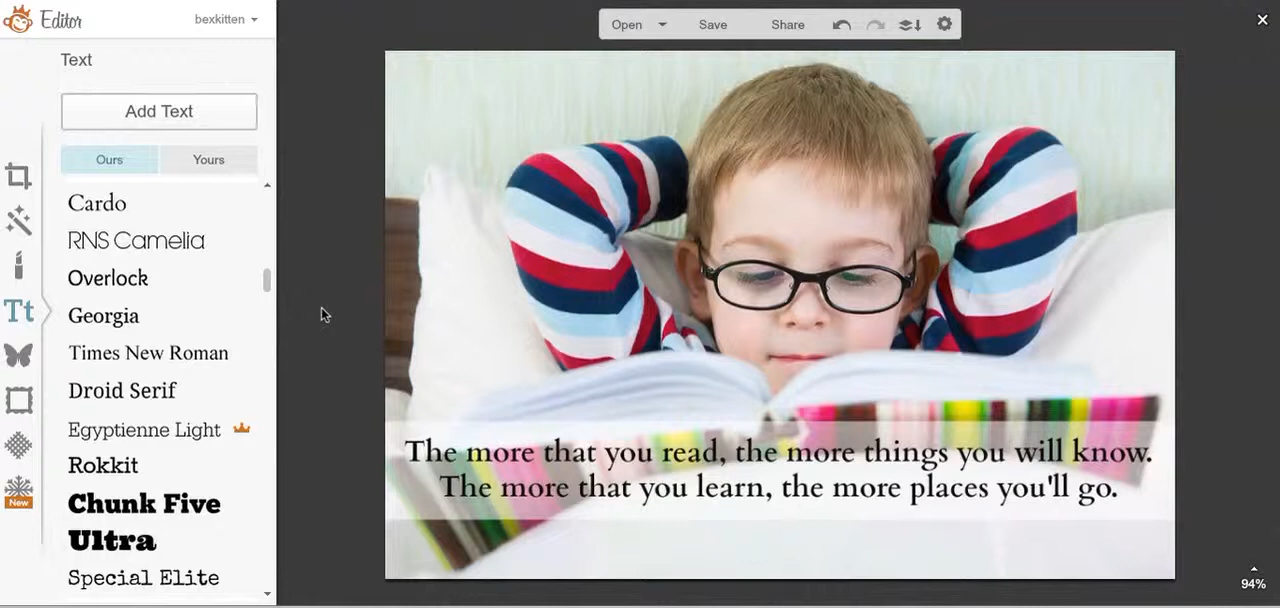 Editor
bexkitten
Open
Save
Share
Text
Add Text
Ours
Yours
Cardo
RNS Camelia
Overlock
Georgia
Times New Roman
Droid Serif
Egyptienne Light
Rokkit
Chunk Five
Ultra
Special Elite
Tt
New
The more that you read, the more things you will know.
The more that you learn, the more places you'll go.
94%